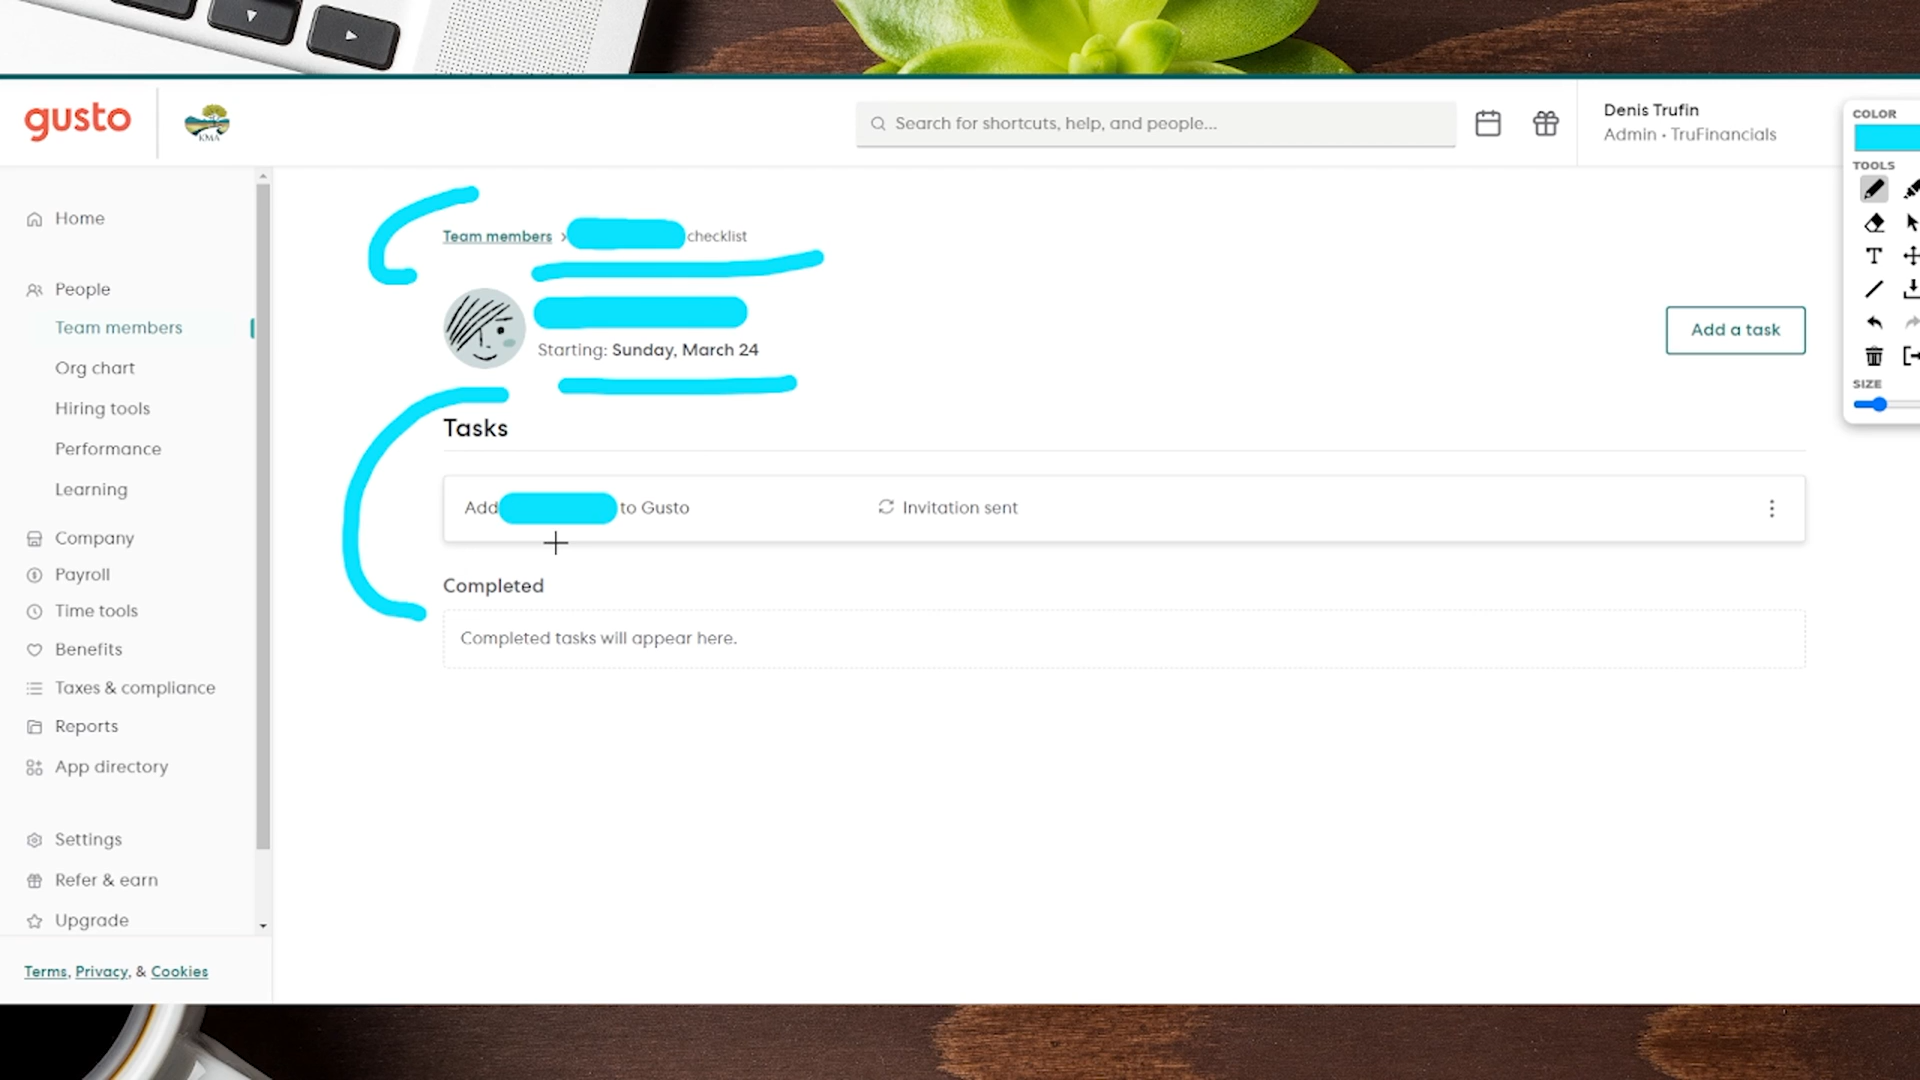 gusto
KMA
Search for shortcuts, help, and people...
Denis Trufin
Admin • TruFinancials
COLOR
TOOLS
T
SIZE
Home
People
Team members
Org chart
Hiring tools
Performance
Learning
Company
Payroll
Time tools
Benefits
Taxes & compliance
Reports
App directory
Settings
Refer & earn
Upgrade
Terms, Privacy, & Cookies
Team members > checklist
Starting: Sunday, March 24
Add a task
Tasks
Add to Gusto
Invitation sent
Completed
Completed tasks will appear here.